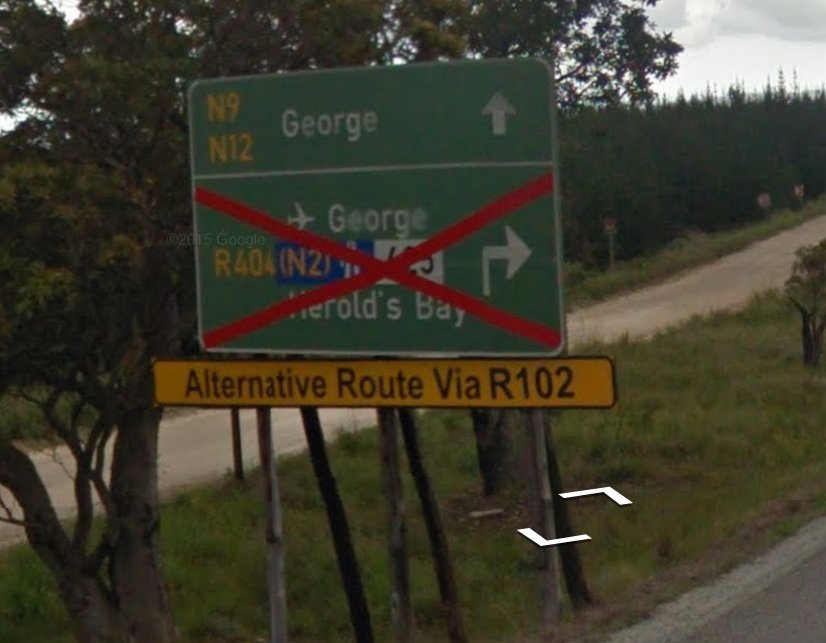 N9
George
N12
George
©2015 Google
R404 (N2)
Herold's Bay
Alternative Route Via R102